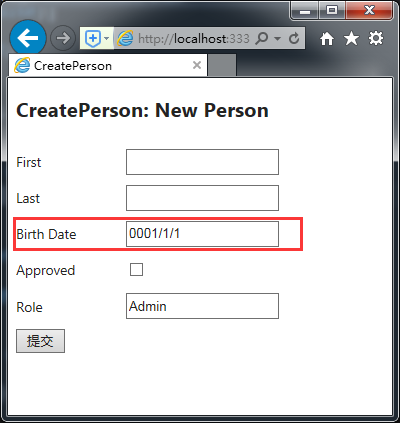 http://localhost:333
CreatePerson
CreatePerson: New Person
First
Last
Birth Date 0001/1/1
Approved
Role Admin
提交